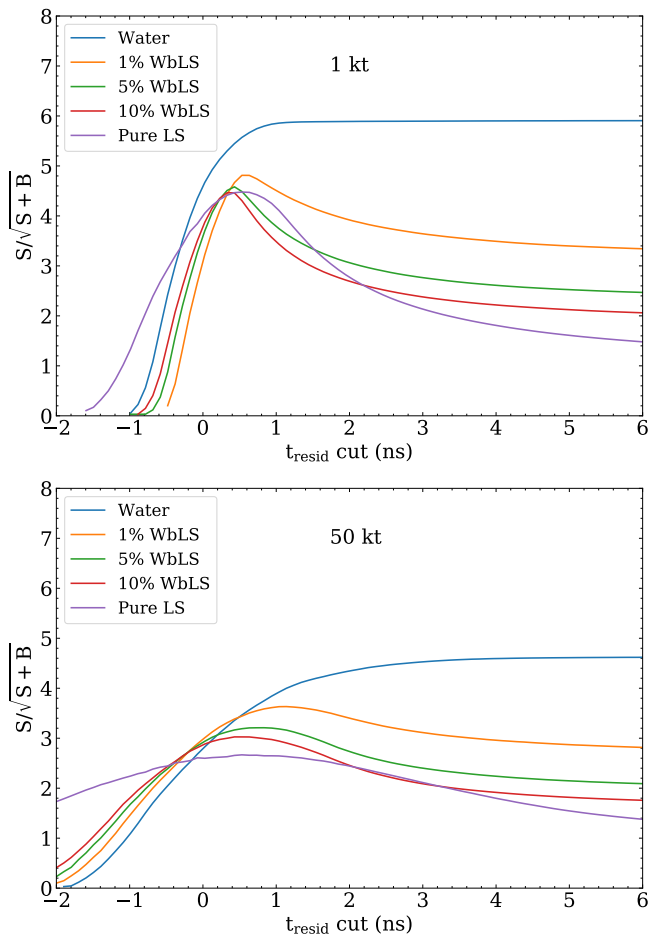 8
7
6
5
4
3
2
1
0
S/√S + B
Water
1% WbLS
5% WbLS
10% WbLS
Pure LS
1 kt
−2 −1 0 1 2 3 4 5 6
t_resid cut (ns)
8
7
6
5
4
3
2
1
0
S/√S + B
Water
1% WbLS
5% WbLS
10% WbLS
Pure LS
50 kt
−2 −1 0 1 2 3 4 5 6
t_resid cut (ns)